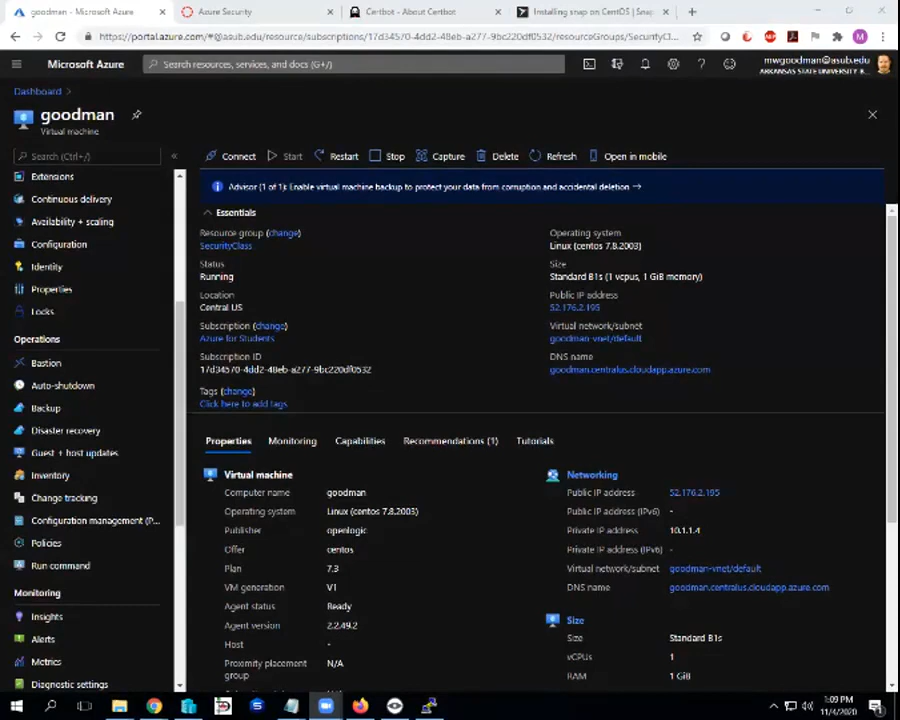 goodman - Microsoft Azure
Azure Security
Certbot - About Certbot
Installing snap on CentOS | Snap
https://portal.azure.com/#@asub.edu/resource/subscriptions/17d34570-4dd2-48eb-a277-9bc220df0532/resourceGroups/SecurityCl...
Microsoft Azure
Search resources, services, and docs (G+/)
mwgoodman@asub.edu
ARKANSAS STATE UNIVERSITY B...
Dashboard >
goodman
Virtual machine
Search (Ctrl+/)
Connect Start Restart Stop Capture Delete Refresh Open in mobile
Advisor (1 of 1): Enable virtual machine backup to protect your data from corruption and accidental deletion →
Extensions
Continuous delivery
Availability + scaling
Configuration
Identity
Properties
Locks
Operations
Bastion
Auto-shutdown
Backup
Disaster recovery
Guest + host updates
Inventory
Change tracking
Configuration management (P...
Policies
Run command
Monitoring
Insights
Alerts
Metrics
Diagnostic settings
Essentials
Resource group (change)
SecurityClass
Status
Running
Location
Central US
Subscription (change)
Azure for Students
Subscription ID
17d34570-4dd2-48eb-a277-9bc220df0532
Tags (change)
Click here to add tags
Operating system
Linux (centos 7.8.2003)
Size
Standard B1s (1 vcpus, 1 GiB memory)
Public IP address
52.176.2.195
Virtual network/subnet
goodman-vnet/default
DNS name
goodman.centralus.cloudapp.azure.com
Properties Monitoring Capabilities Recommendations (1) Tutorials
Virtual machine
Computer name goodman
Operating system Linux (centos 7.8.2003)
Publisher openlogic
Offer centos
Plan 7.3
VM generation V1
Agent status Ready
Agent version 2.2.49.2
Host -
Proximity placement group N/A
Networking
Public IP address 52.176.2.195
Public IP address (IPv6) -
Private IP address 10.1.1.4
Private IP address (IPv6) -
Virtual network/subnet goodman-vnet/default
DNS name goodman.centralus.cloudapp.azure.com
Size
Size Standard B1s
vCPUs 1
RAM 1 GiB
1:09 PM
11/4/2020